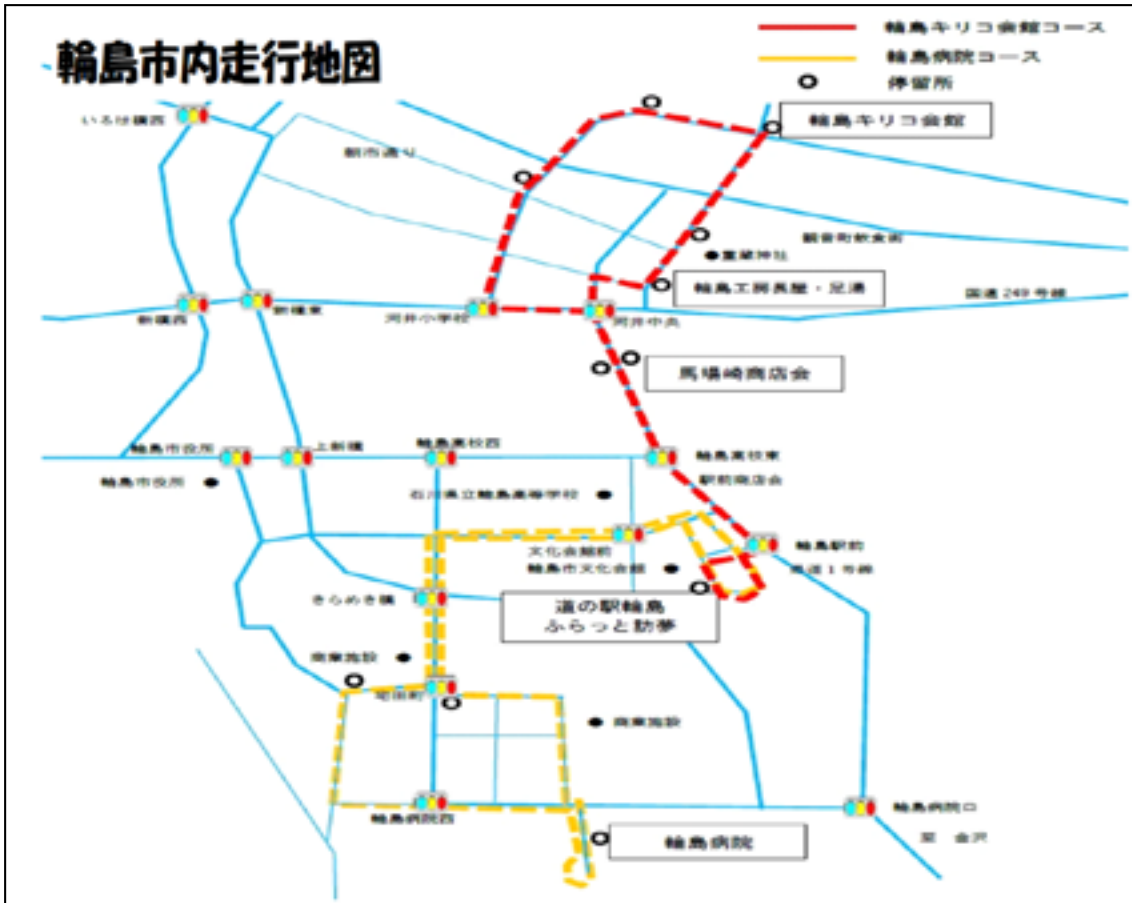 輪島市内走行地図
輪島キリコ会館コース
輪島病院コース
停留所
いろは橋西
輪島キリコ会館
朝市通り
観音町飲食街
重蔵神社
輪島工房長屋・足湯
国道249号線
新橋西
新橋東
河井小学校
河井中央
馬場崎商店会
輪島市役所
上新橋
輪島高校西
輪島高校東
駅前商店会
輪島市役所
石川県立輪島高等学校
文化会館前
輪島駅前
輪島市文化会館
県道1号線
きらめき橋
道の駅輪島
ふらっと訪夢
商業施設
宅田町
商業施設
輪島病院西
輪島病院口
輪島病院
至 金沢